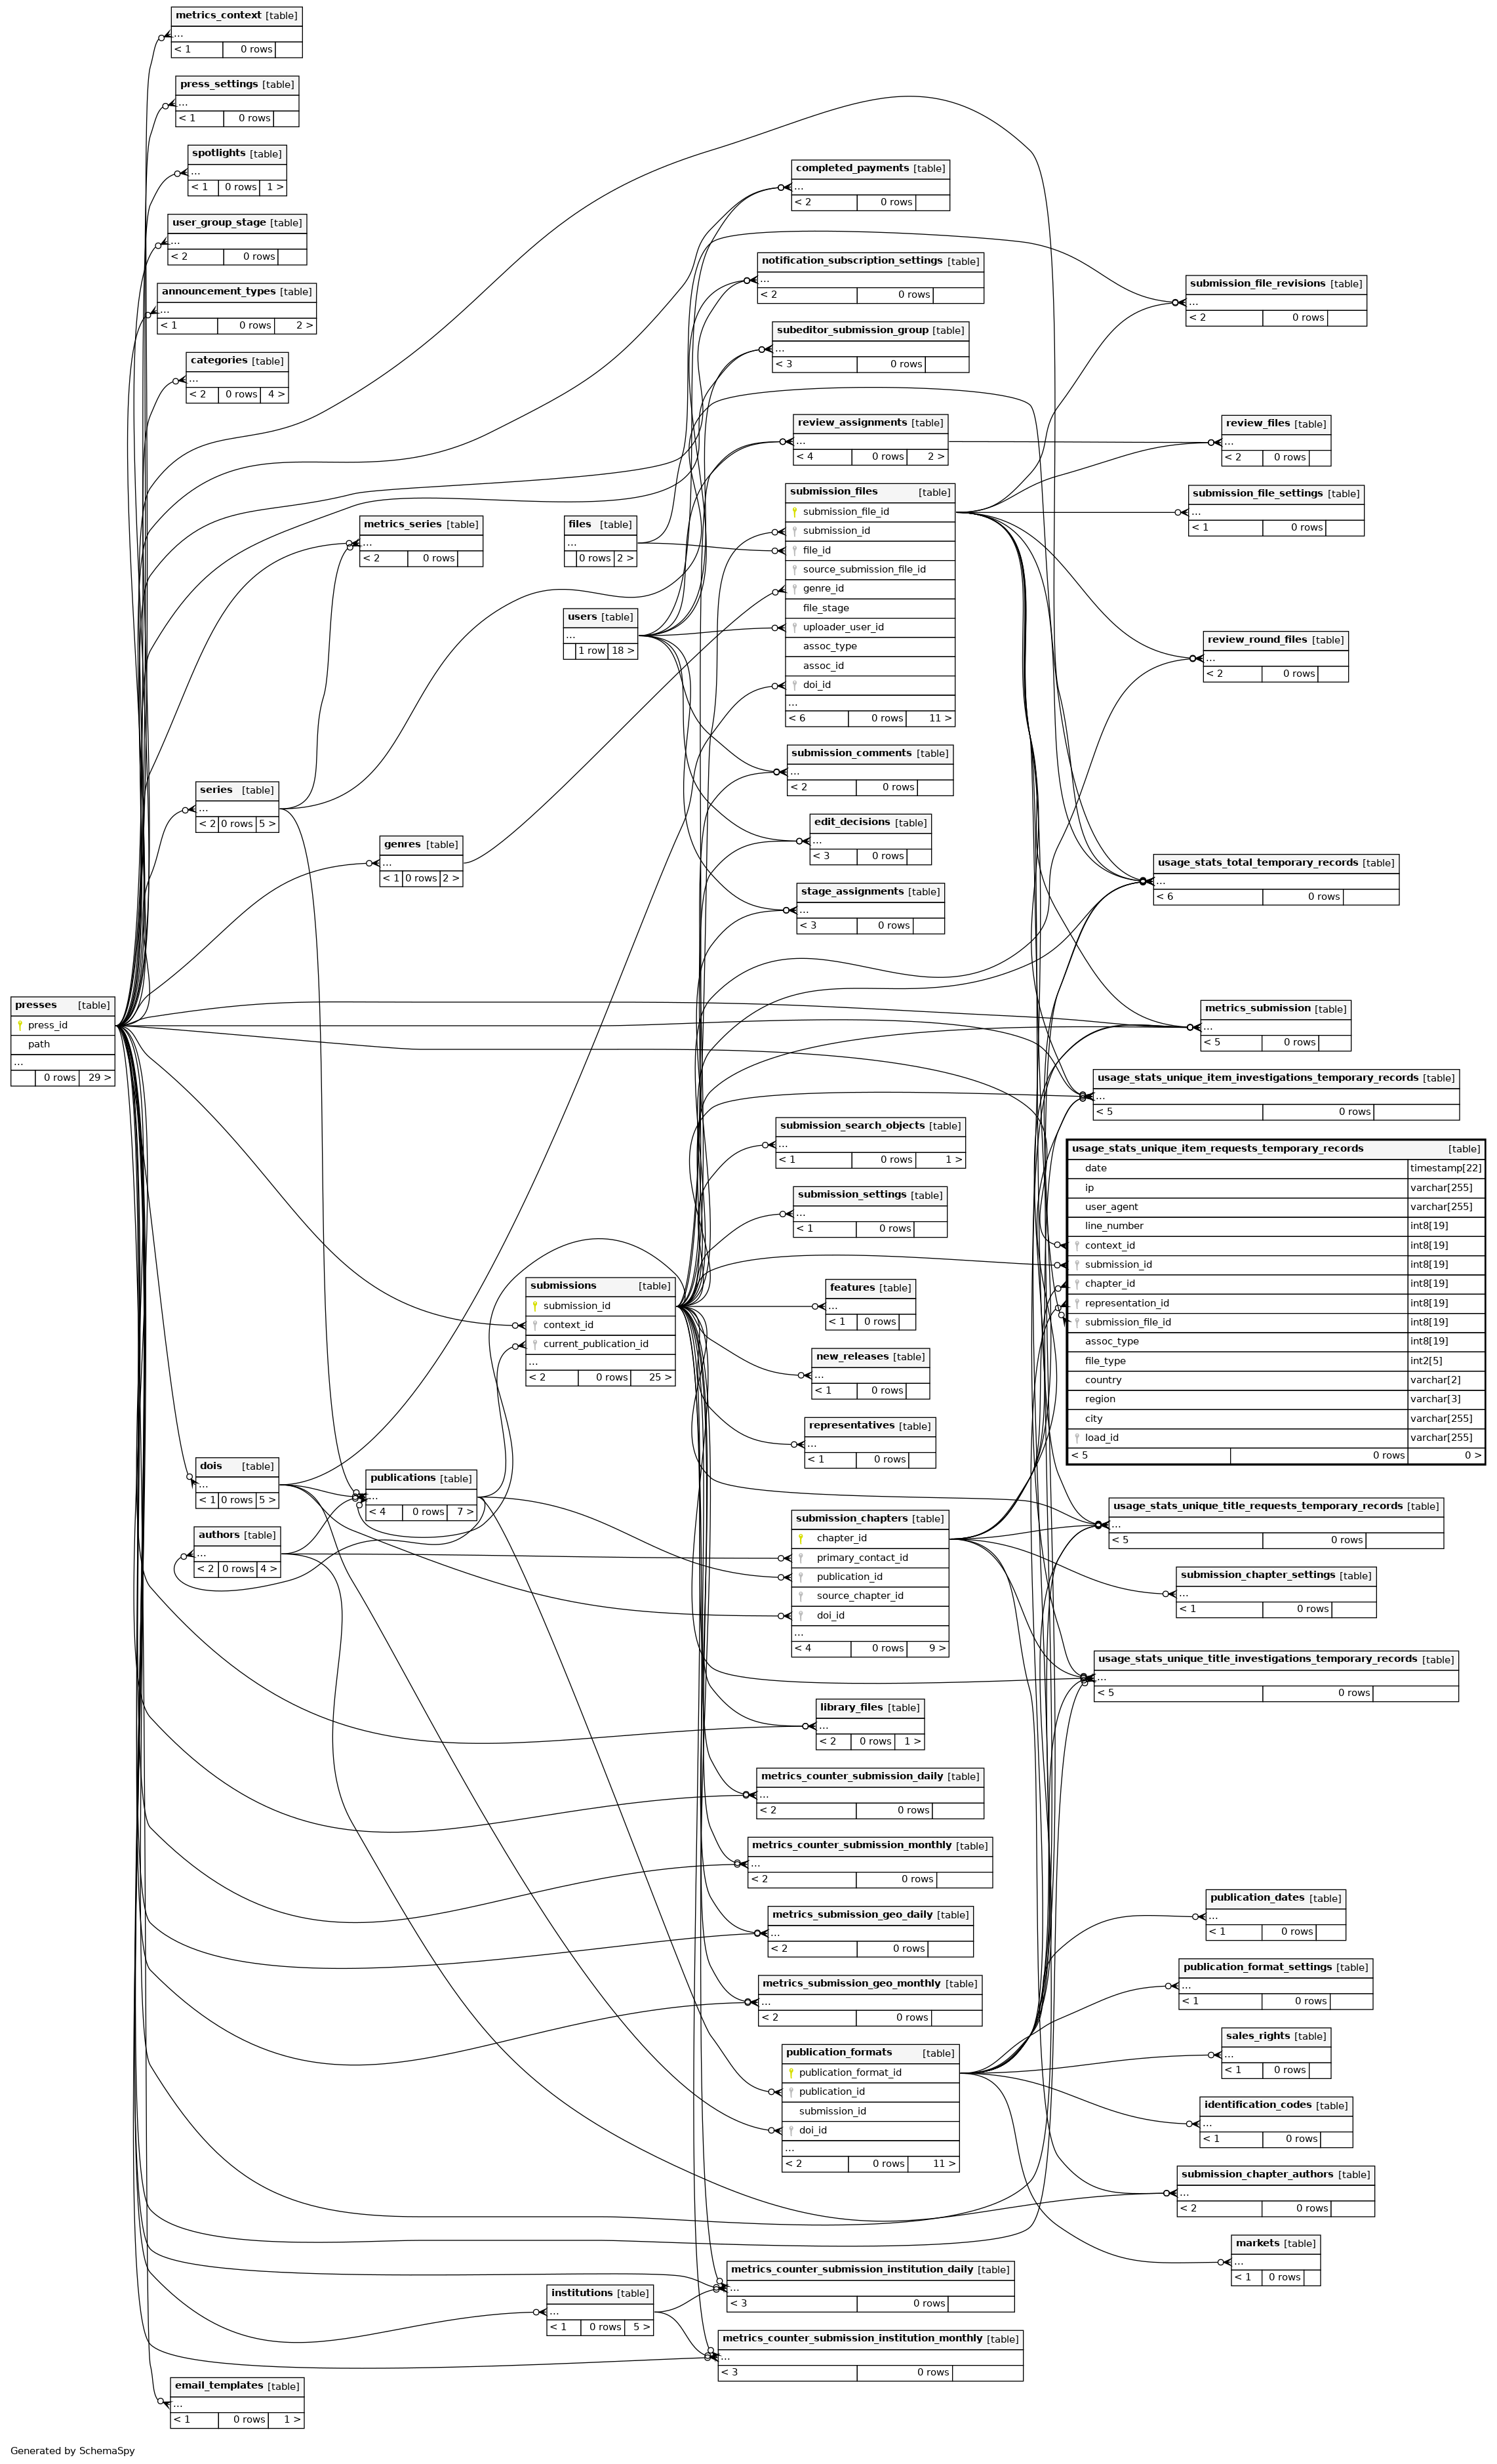 metrics_context [table]
...
< 1 0 rows
press_settings [table]
...
< 1 0 rows
spotlights [table]
...
< 1 0 rows 1 >
user_group_stage [table]
...
< 2 0 rows
announcement_types [table]
...
< 1 0 rows 2 >
categories [table]
...
< 2 0 rows 4 >
metrics_series [table]
...
< 2 0 rows
series [table]
...
< 2 0 rows 5 >
genres [table]
...
< 1 0 rows 2 >
presses [table]
press_id
path
...
0 rows 29 >
dois [table]
...
< 1 0 rows 5 >
authors [table]
...
< 2 0 rows 4 >
publications [table]
...
< 4 0 rows 7 >
email_templates [table]
...
< 1 0 rows 1 >
files [table]
...
0 rows 2 >
users [table]
...
1 row 18 >
submissions [table]
submission_id
context_id
current_publication_id
...
< 2 0 rows 25 >
institutions [table]
...
< 1 0 rows 5 >
completed_payments [table]
...
< 2 0 rows
notification_subscription_settings [table]
...
< 2 0 rows
subeditor_submission_group [table]
...
< 3 0 rows
review_assignments [table]
...
< 4 0 rows 2 >
submission_files [table]
submission_file_id
submission_id
file_id
source_submission_file_id
genre_id
file_stage
uploader_user_id
assoc_type
assoc_id
doi_id
...
< 6 0 rows 11 >
submission_comments [table]
...
< 2 0 rows
edit_decisions [table]
...
< 3 0 rows
stage_assignments [table]
...
< 3 0 rows
submission_search_objects [table]
...
< 1 0 rows 1 >
submission_settings [table]
...
< 1 0 rows
features [table]
...
< 1 0 rows
new_releases [table]
...
< 1 0 rows
representatives [table]
...
< 1 0 rows
submission_chapters [table]
chapter_id
primary_contact_id
publication_id
source_chapter_id
doi_id
...
< 4 0 rows 9 >
library_files [table]
...
< 2 0 rows 1 >
metrics_counter_submission_daily [table]
...
< 2 0 rows
metrics_counter_submission_monthly [table]
...
< 2 0 rows
metrics_submission_geo_daily [table]
...
< 2 0 rows
metrics_submission_geo_monthly [table]
...
< 2 0 rows
publication_formats [table]
publication_format_id
publication_id
submission_id
doi_id
...
< 2 0 rows 11 >
metrics_counter_submission_institution_daily [table]
...
< 3 0 rows
metrics_counter_submission_institution_monthly [table]
...
< 3 0 rows
submission_file_revisions [table]
...
< 2 0 rows
review_files [table]
...
< 2 0 rows
submission_file_settings [table]
...
< 1 0 rows
review_round_files [table]
...
< 2 0 rows
usage_stats_total_temporary_records [table]
...
< 6 0 rows
metrics_submission [table]
...
< 5 0 rows
usage_stats_unique_item_investigations_temporary_records [table]
...
< 5 0 rows
usage_stats_unique_item_requests_temporary_records [table]
date timestamp[22]
ip varchar[255]
user_agent varchar[255]
line_number int8[19]
context_id int8[19]
submission_id int8[19]
chapter_id int8[19]
representation_id int8[19]
submission_file_id int8[19]
assoc_type int8[19]
file_type int2[5]
country varchar[2]
region varchar[3]
city varchar[255]
load_id varchar[255]
< 5 0 rows 0 >
usage_stats_unique_title_requests_temporary_records [table]
...
< 5 0 rows
submission_chapter_settings [table]
...
< 1 0 rows
usage_stats_unique_title_investigations_temporary_records [table]
...
< 5 0 rows
publication_dates [table]
...
< 1 0 rows
publication_format_settings [table]
...
< 1 0 rows
sales_rights [table]
...
< 1 0 rows
identification_codes [table]
...
< 1 0 rows
submission_chapter_authors [table]
...
< 2 0 rows
markets [table]
...
< 1 0 rows
Generated by SchemaSpy